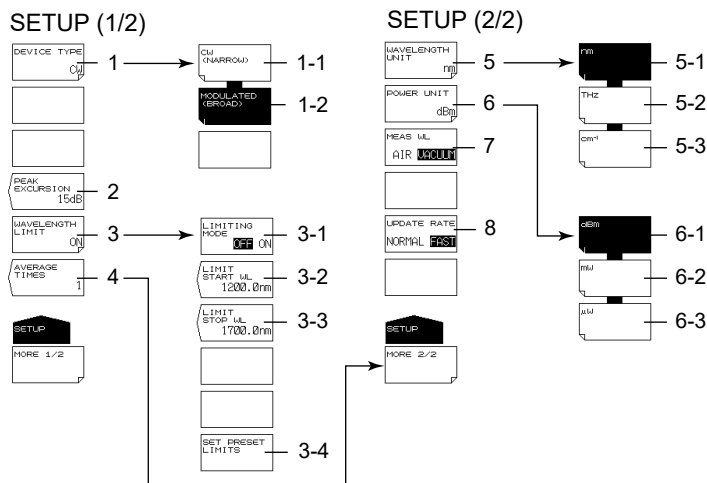 SETUP (1/2)
DEVICE TYPE
CW
1
PEAK
EXCURSION
15dB
2
WAVELENGTH
LIMIT
ON
3
AVERAGE
TIMES
1
4
SETUP
MORE 1/2
CW
(NARROW)
1-1
MODULATED
(BROAD)
1-2
LIMITING
MODE
OFF ON
3-1
LIMIT
START WL
1200.0nm
3-2
LIMIT
STOP WL
1700.0nm
3-3
SET PRESET
LIMITS
3-4
SETUP (2/2)
WAVELENGTH
UNIT
nm
5
POWER UNIT
dBm
6
MEAS WL
AIR VACUUM
7
UPDATE RATE
NORMAL FAST
8
SETUP
MORE 2/2
nm
5-1
THz
5-2
cm⁻¹
5-3
dBm
6-1
mW
6-2
μW
6-3